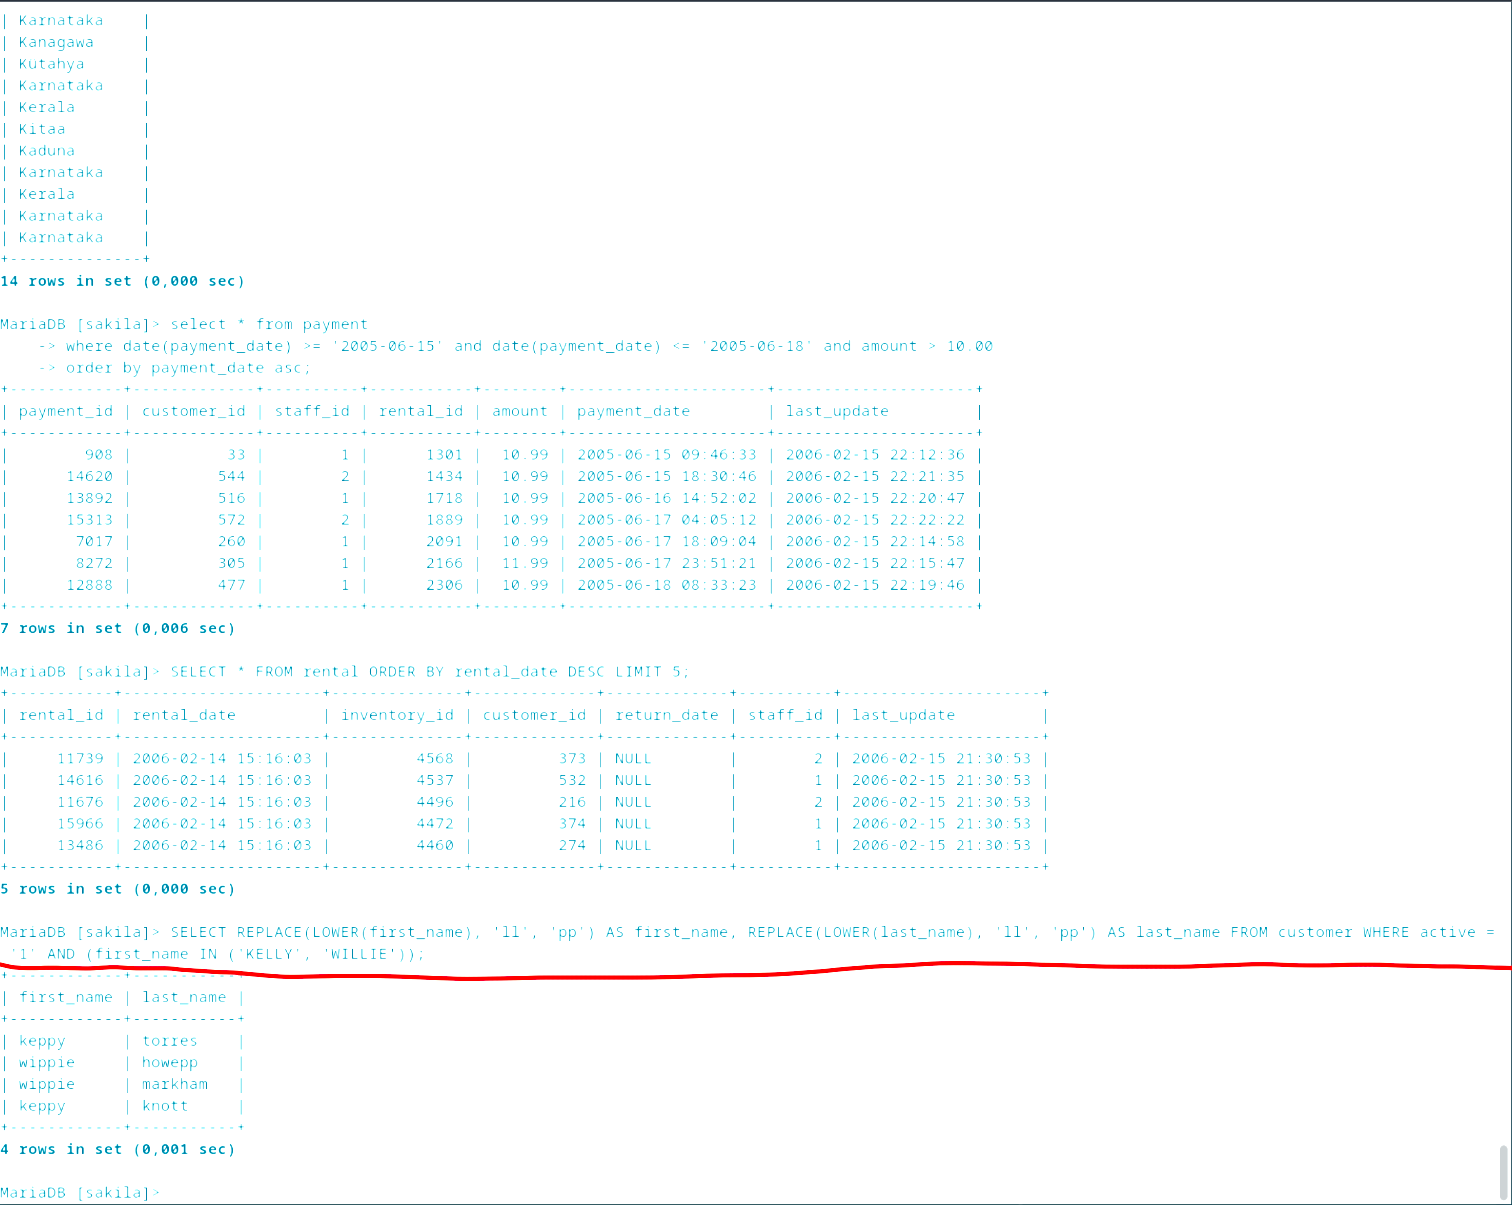 | Karnataka    |
| Kanagawa     |
| Kutahya      |
| Karnataka    |
| Kerala       |
| Kitaa        |
| Kaduna       |
| Karnataka    |
| Kerala       |
| Karnataka    |
| Karnataka    |
+--------------+
14 rows in set (0,000 sec)

MariaDB [sakila]> select * from payment
    -> where date(payment_date) >= '2005-06-15' and date(payment_date) <= '2005-06-18' and amount > 10.00
    -> order by payment_date asc;
+------------+-------------+----------+-----------+--------+---------------------+---------------------+
| payment_id | customer_id | staff_id | rental_id | amount | payment_date        | last_update         |
+------------+-------------+----------+-----------+--------+---------------------+---------------------+
|        908 |          33 |        1 |      1301 |  10.99 | 2005-06-15 09:46:33 | 2006-02-15 22:12:36 |
|      14620 |         544 |        2 |      1434 |  10.99 | 2005-06-15 18:30:46 | 2006-02-15 22:21:35 |
|      13892 |         516 |        1 |      1718 |  10.99 | 2005-06-16 14:52:02 | 2006-02-15 22:20:47 |
|      15313 |         572 |        2 |      1889 |  10.99 | 2005-06-17 04:05:12 | 2006-02-15 22:22:22 |
|       7017 |         260 |        1 |      2091 |  10.99 | 2005-06-17 18:09:04 | 2006-02-15 22:14:58 |
|       8272 |         305 |        1 |      2166 |  11.99 | 2005-06-17 23:51:21 | 2006-02-15 22:15:47 |
|      12888 |         477 |        1 |      2306 |  10.99 | 2005-06-18 08:33:23 | 2006-02-15 22:19:46 |
+------------+-------------+----------+-----------+--------+---------------------+---------------------+
7 rows in set (0,006 sec)

MariaDB [sakila]> SELECT * FROM rental ORDER BY rental_date DESC LIMIT 5;
+-----------+---------------------+--------------+-------------+-------------+----------+---------------------+
| rental_id | rental_date         | inventory_id | customer_id | return_date | staff_id | last_update         |
+-----------+---------------------+--------------+-------------+-------------+----------+---------------------+
|     11739 | 2006-02-14 15:16:03 |         4568 |         373 | NULL        |        2 | 2006-02-15 21:30:53 |
|     14616 | 2006-02-14 15:16:03 |         4537 |         532 | NULL        |        1 | 2006-02-15 21:30:53 |
|     11676 | 2006-02-14 15:16:03 |         4496 |         216 | NULL        |        2 | 2006-02-15 21:30:53 |
|     15966 | 2006-02-14 15:16:03 |         4472 |         374 | NULL        |        1 | 2006-02-15 21:30:53 |
|     13486 | 2006-02-14 15:16:03 |         4460 |         274 | NULL        |        1 | 2006-02-15 21:30:53 |
+-----------+---------------------+--------------+-------------+-------------+----------+---------------------+
5 rows in set (0,000 sec)

MariaDB [sakila]> SELECT REPLACE(LOWER(first_name), 'll', 'pp') AS first_name, REPLACE(LOWER(last_name), 'll', 'pp') AS last_name FROM customer WHERE active =
 '1' AND (first_name IN ('KELLY', 'WILLIE'));
+------------+-----------+
| first_name | last_name |
+------------+-----------+
| keppy      | torres    |
| wippie     | howepp    |
| wippie     | markham   |
| keppy      | knott     |
+------------+-----------+
4 rows in set (0,001 sec)

MariaDB [sakila]>